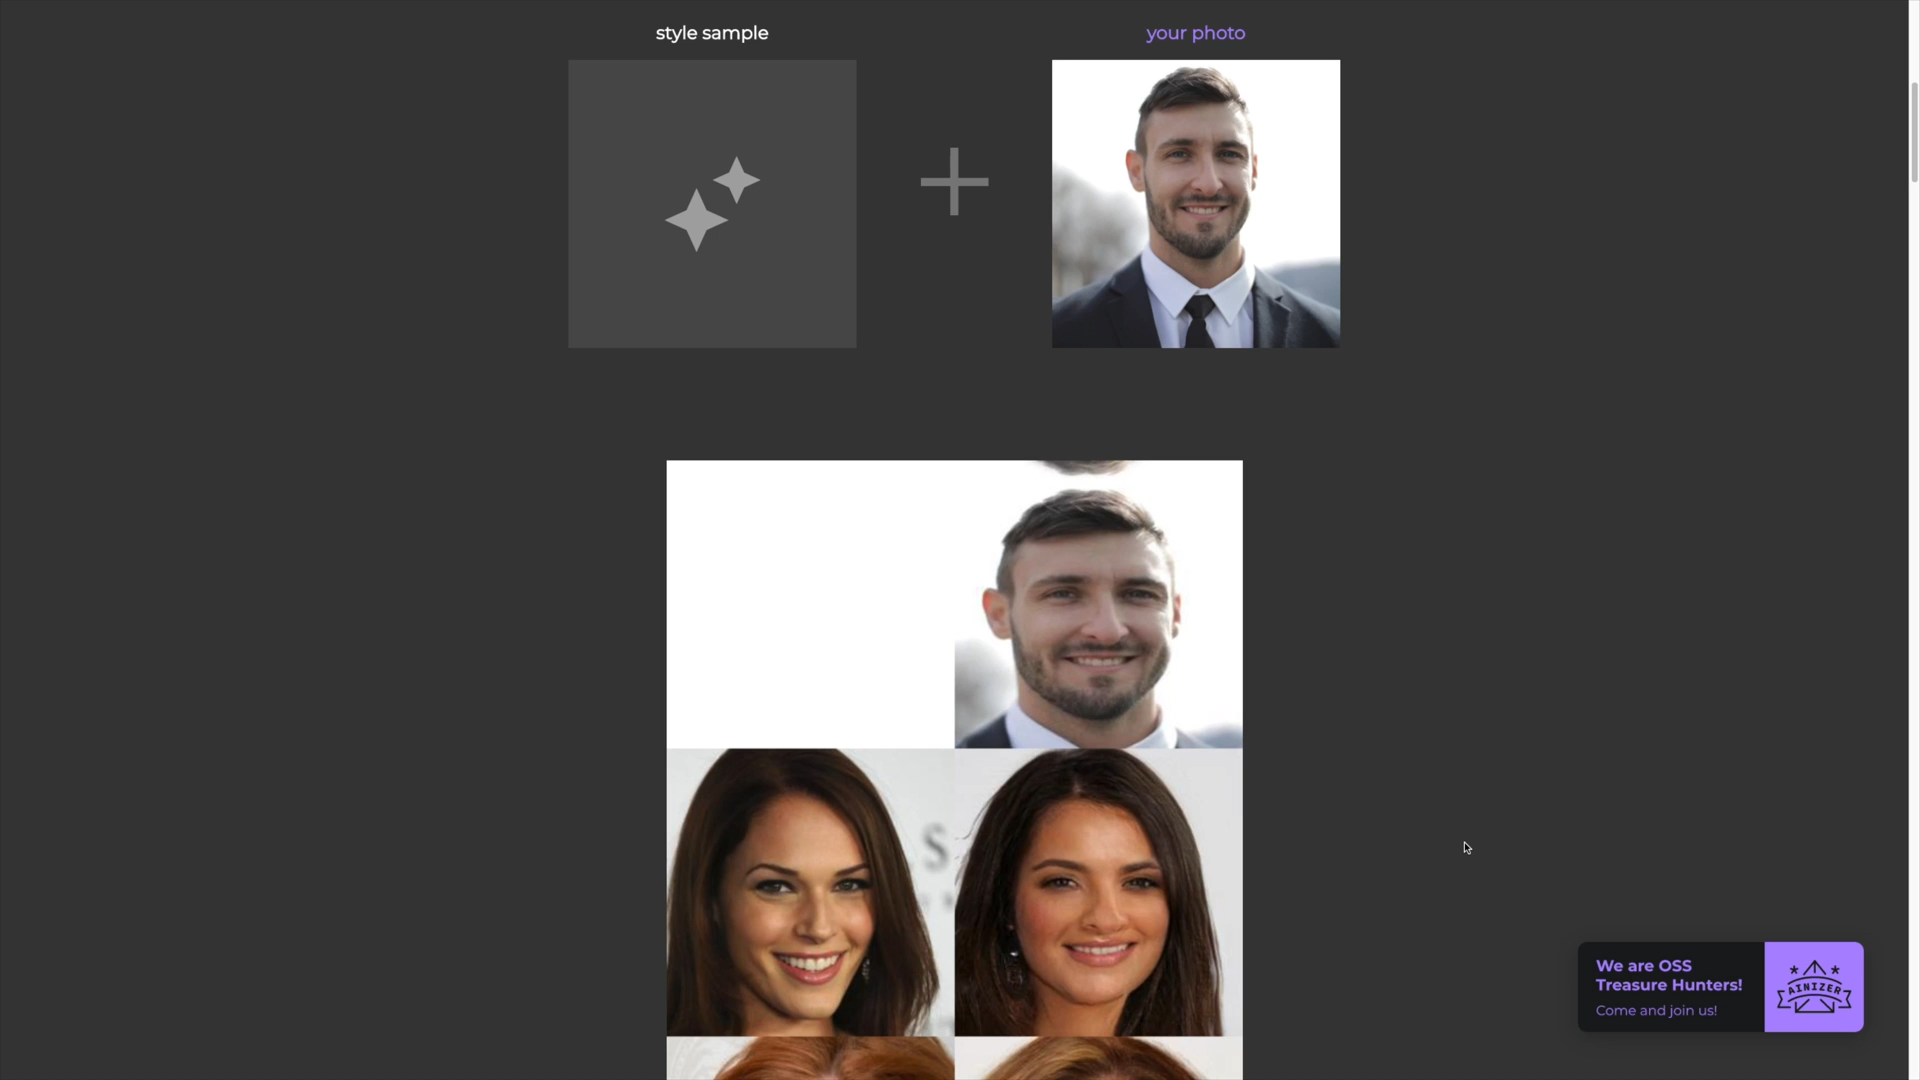 style sample
your photo
We are OSS
Treasure Hunters!
Come and join us!
AINIZER
S